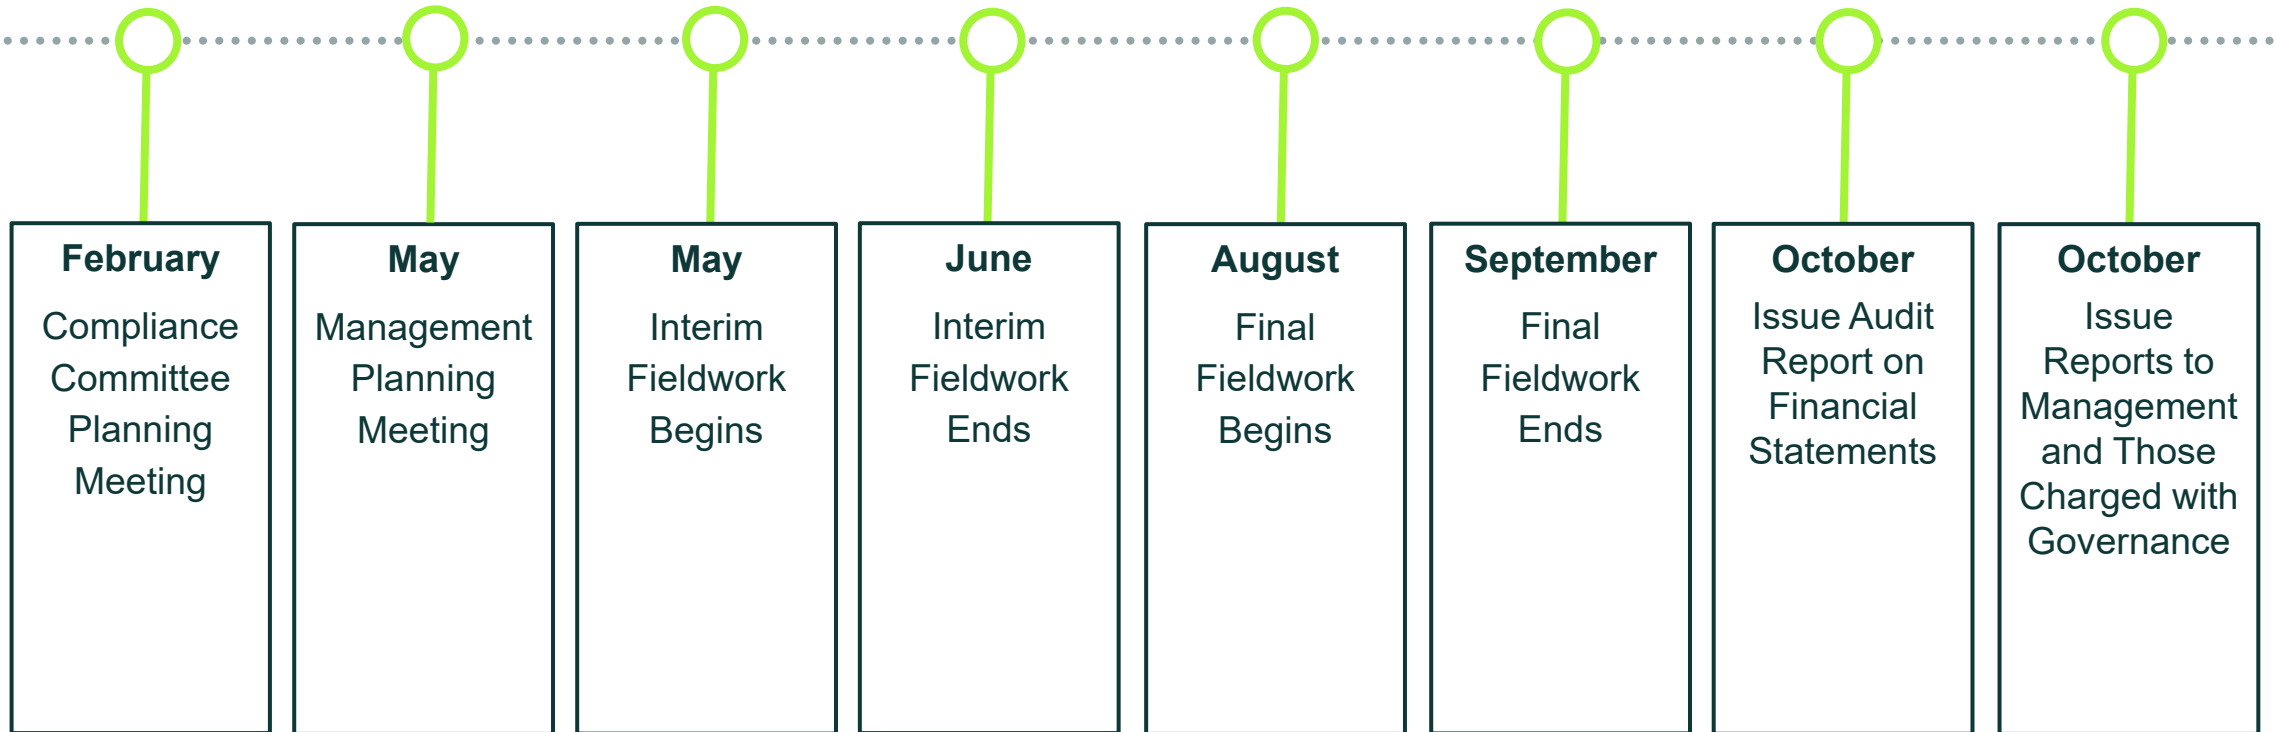 February
Compliance
Committee
Planning
Meeting
May
Management
Planning
Meeting
May
Interim
Fieldwork
Begins
June
Interim
Fieldwork
Ends
August
Final
Fieldwork
Begins
September
Final
Fieldwork
Ends
October
Issue Audit
Report on
Financial
Statements
October
Issue
Reports to
Management
and Those
Charged with
Governance